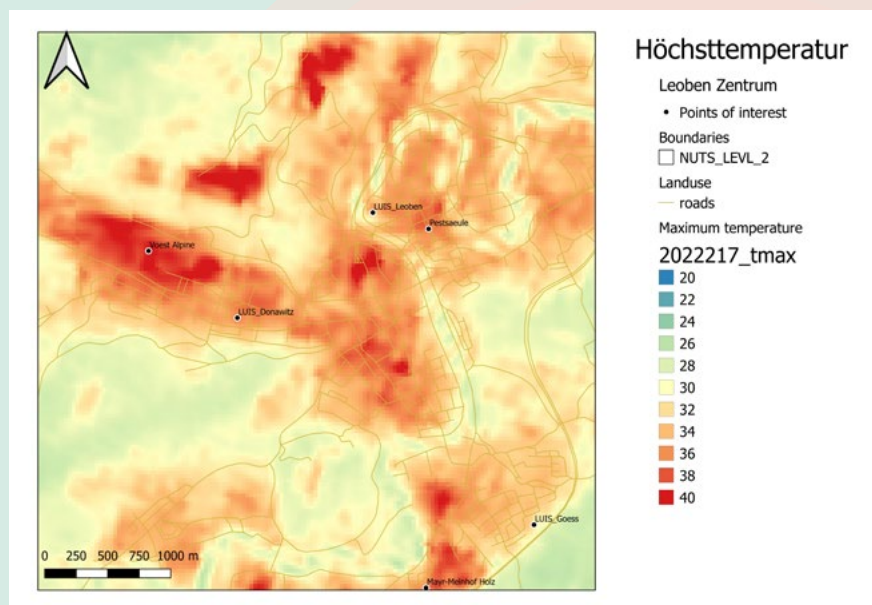 Höchsttemperatur
Leoben Zentrum
Points of interest
Boundaries
NUTS_LEVL_2
Landuse
roads
Maximum temperature
2022217_tmax
20
22
24
26
28
30
32
34
36
38
40
LUIS_Leoben
Pestsaeule
Voest Alpine
LUIS_Donawitz
LUIS_Goess
Mayr-Melnhof Holz
0 250 500 750 1000 m